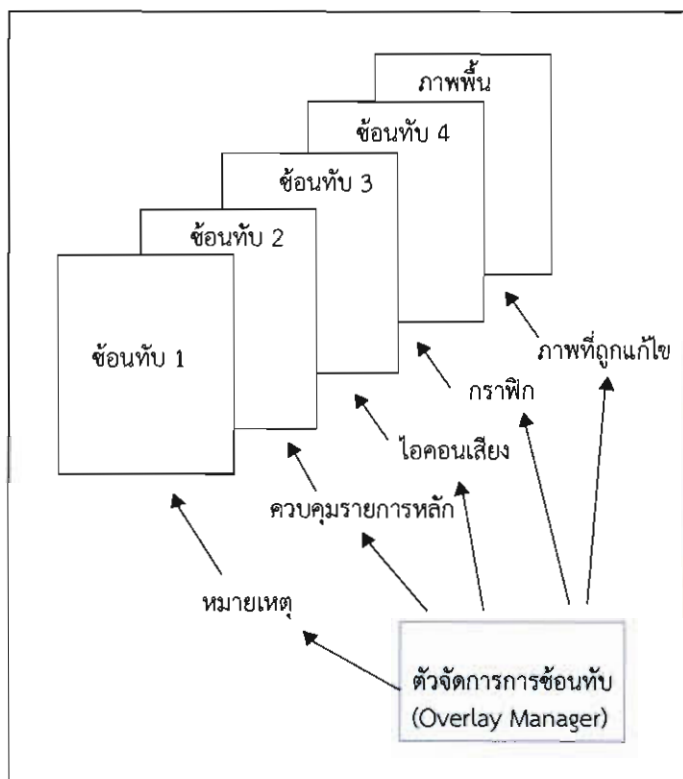 ภาพพื้น
ซ้อนทับ 4
ซ้อนทับ 3
ซ้อนทับ 2
ซ้อนทับ 1
ภาพที่ถูกแก้ไข
กราฟิก
ไอคอนเสียง
ควบคุมรายการหลัก
หมายเหตุ
ตัวจัดการการซ้อนทับ
(Overlay Manager)